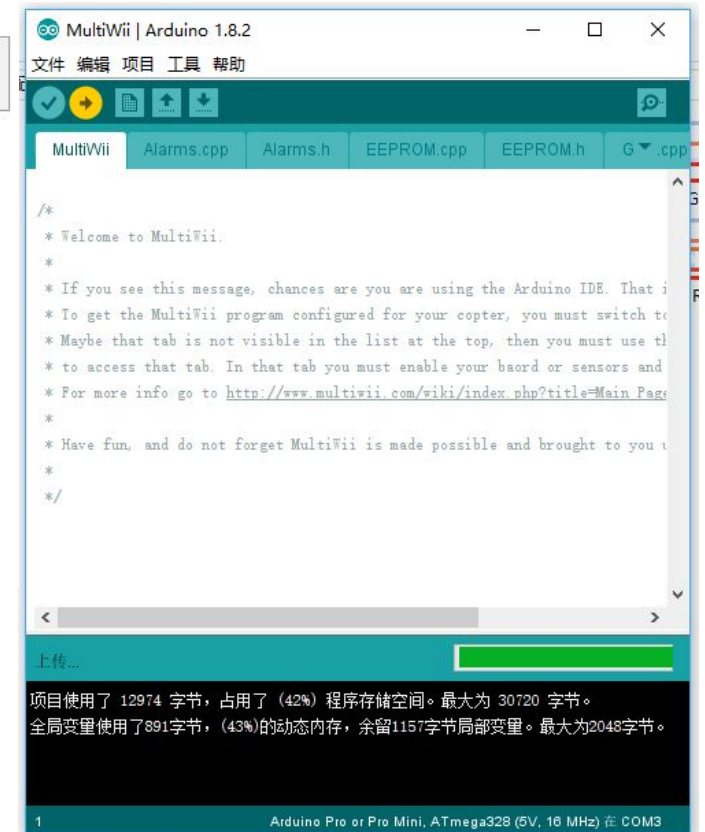 MultiWii | Arduino 1.8.2
文件 编辑 项目 工具 帮助
MultiWii Alarms.cpp Alarms.h EEPROM.cpp EEPROM.h G .cpp
/*
* Welcome to MultiWii.
*
* If you see this message, chances are you are using the Arduino IDE. That i
* To get the MultiWii program configured for your copter, you must switch to
* Maybe that tab is not visible in the list at the top, then you must use th
* to access that tab. In that tab you must enable your baord or sensors and
* For more info go to http://www.multiwii.com/wiki/index.php?title=Main Page
*
* Have fun, and do not forget MultiWii is made possible and brought to you u
*
*/
上传...
项目使用了 12974 字节，占用了 (42%) 程序存储空间。最大为 30720 字节。
全局变量使用了891字节，(43%)的动态内存，余留1157字节局部变量。最大为2048字节。
1 Arduino Pro or Pro Mini, ATmega328 (5V, 16 MHz) 在 COM3